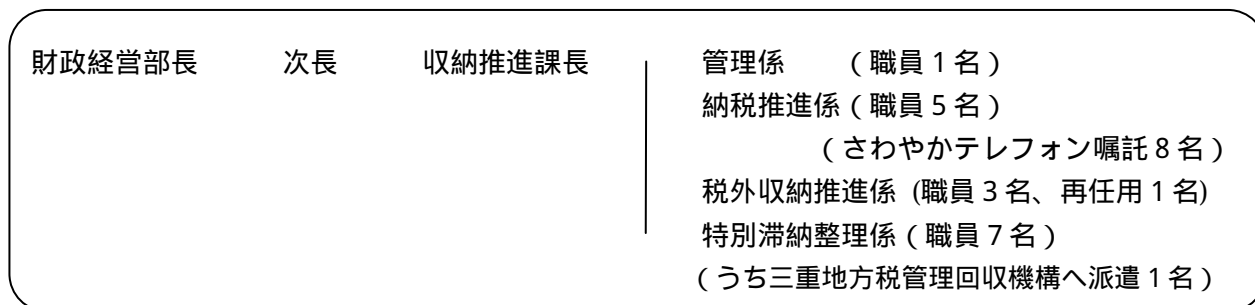 財政経営部長　　次長　　収納推進課長　　管理係　　（職員１名）
納税推進係（職員５名）
（さわやかテレフォン嘱託８名）
税外収納推進係 (職員３名、再任用１名)
特別滞納整理係（職員７名）
（うち三重地方税管理回収機構へ派遣１名）